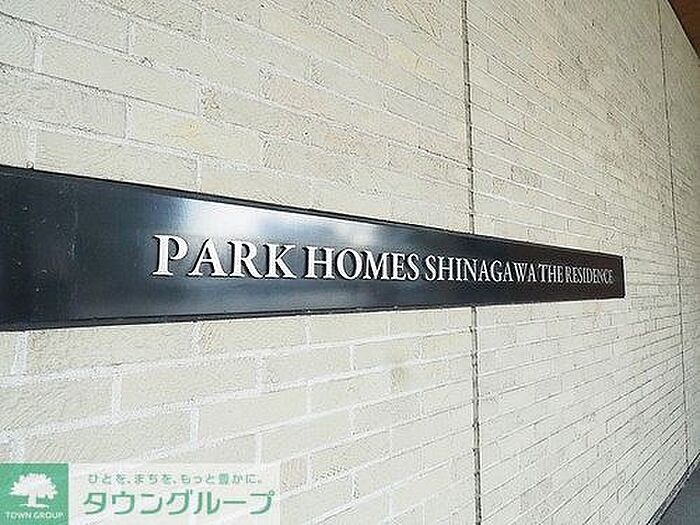 PARK HOMES SHINAGAWA THE RESIDENCE
ひとを、まちを、もっと豊かに。
タウングループ
TOWN GROUP